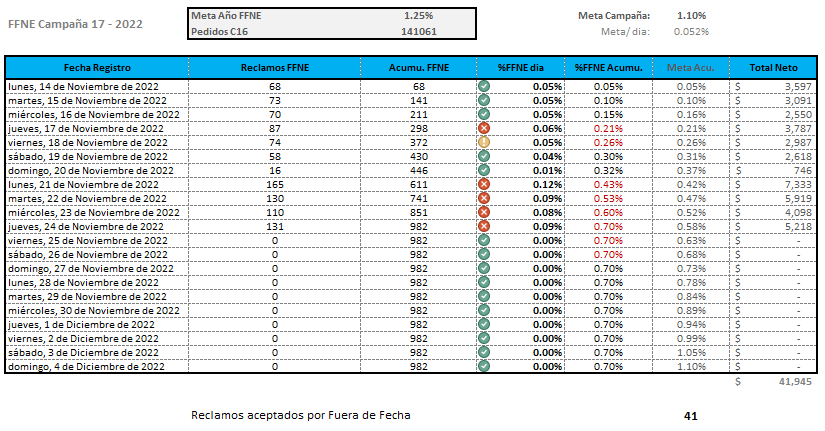 Meta Año FFNE 1.25% Meta Campaña: 1.10%
FFNE Campaña 17 - 2022
Pedidos C16 141061 Meta/ dia: 0.052%
Fecha Registro Reclamos FFNE Acumu. FFNE %FFNE dia %FFNE Acumu. Meta Acu. Total Neto
lunes, 14 de Noviembre de 2022 68 68 0.05% 0.05% 0.05% $ 3,597
martes, 15 de Noviembre de 2022 73 141 0.05% 0.10% 0.10% $ 3,091
miércoles, 16 de Noviembre de 2022 70 211 0.05% 0.15% 0.16% $ 2,550
jueves, 17 de Noviembre de 2022 87 298 0.06% 0.21% 0.21% $ 3,787
viernes, 18 de Noviembre de 2022 74 372 0.05% 0.26% 0.26% $ 2,987
sábado, 19 de Noviembre de 2022 58 430 0.04% 0.30% 0.31% $ 2,618
domingo, 20 de Noviembre de 2022 16 446 0.01% 0.32% 0.37% $ 746
lunes, 21 de Noviembre de 2022 165 611 0.12% 0.43% 0.42% $ 7,333
martes, 22 de Noviembre de 2022 130 741 0.09% 0.53% 0.47% $ 5,919
miércoles, 23 de Noviembre de 2022 110 851 0.08% 0.60% 0.52% $ 4,098
jueves, 24 de Noviembre de 2022 131 982 0.09% 0.70% 0.58% $ 5,218
viernes, 25 de Noviembre de 2022 0 982 0.00% 0.70% 0.63% $ -
sábado, 26 de Noviembre de 2022 0 982 0.00% 0.70% 0.68% $ -
domingo, 27 de Noviembre de 2022 0 982 0.00% 0.70% 0.73% $ -
lunes, 28 de Noviembre de 2022 0 982 0.00% 0.70% 0.78% $ -
martes, 29 de Noviembre de 2022 0 982 0.00% 0.70% 0.84% $ -
miércoles, 30 de Noviembre de 2022 0 982 0.00% 0.70% 0.89% $ -
jueves, 1 de Diciembre de 2022 0 982 0.00% 0.70% 0.94% $ -
viernes, 2 de Diciembre de 2022 0 982 0.00% 0.70% 0.99% $ -
sábado, 3 de Diciembre de 2022 0 982 0.00% 0.70% 1.05% $ -
domingo, 4 de Diciembre de 2022 0 982 0.00% 0.70% 1.10% $ -
$ 41,945
Reclamos aceptados por Fuera de Fecha 41